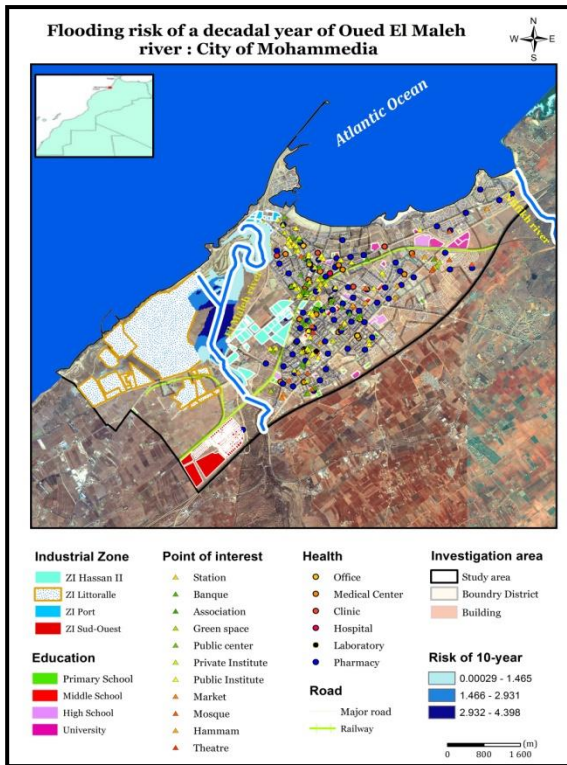 Flooding risk of a decadal year of Oued El Maleh
river : City of Mohammedia
N
W E
S
Atlantic Ocean
river
Industrial Zone
ZI Hassan II
ZI Littoralle
ZI Port
ZI Sud-Ouest
Education
Primary School
Middle School
High School
University
Point of interest
Station
Banque
Association
Green space
Public center
Private Institute
Public Institute
Market
Mosque
Hammam
Theatre
Health
Office
Medical Center
Clinic
Hospital
Laboratory
Pharmacy
Road
Major road
Railway
Investigation area
Study area
Boundry District
Building
Risk of 10-year
0.00029 - 1.465
1.466 - 2.931
2.932 - 4.398
(m)
0 800 1 600